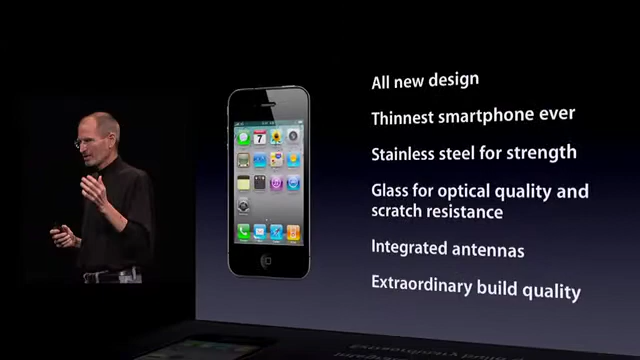 All new design
Thinnest smartphone ever
Stainless steel for strength
Glass for optical quality and
scratch resistance
Integrated antennas
Extraordinary build quality
7